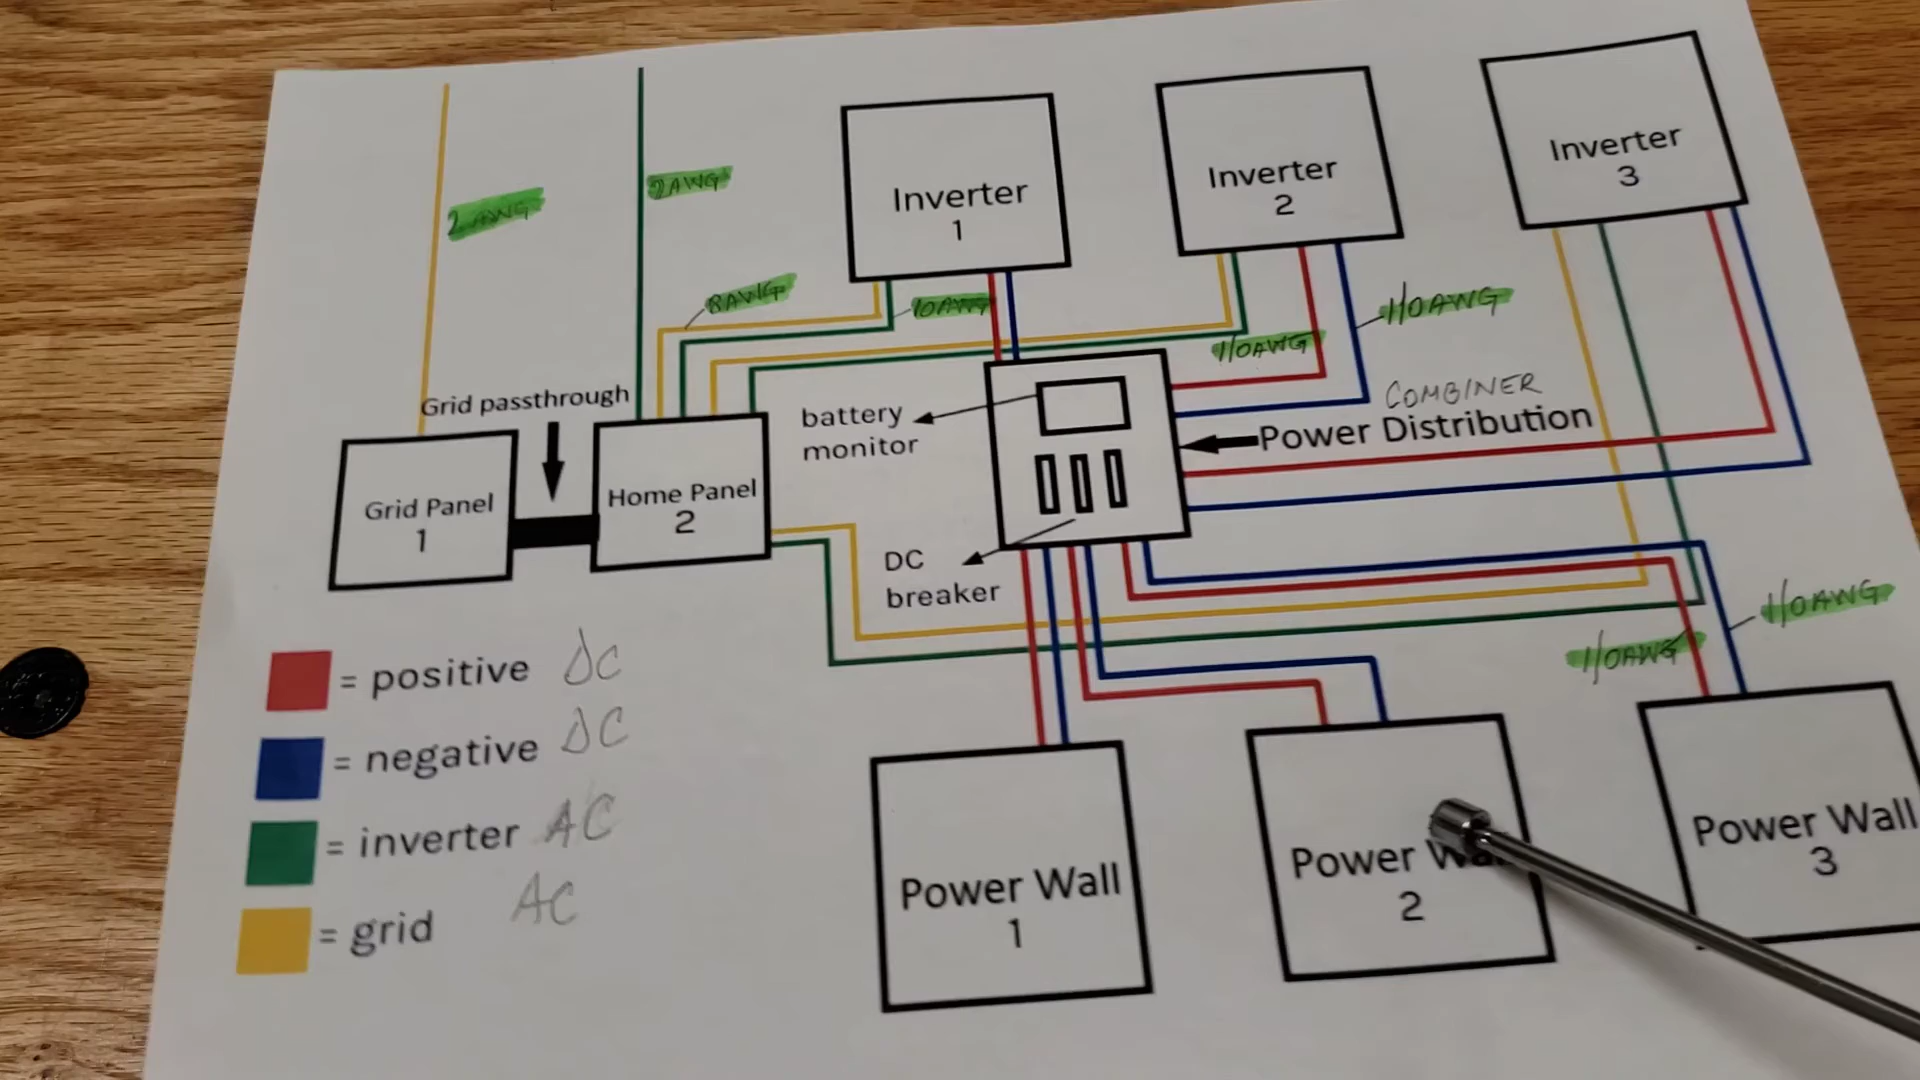 2AWG
2AWG
Inverter
1
Inverter
2
Inverter
3
8AWG
10AWG
1/0AWG
1/0AWG
COMBINER
Power Distribution
Grid passthrough
battery
monitor
Grid Panel
1
Home Panel
2
DC
breaker
1/0AWG
1/0AWG
= positive DC
= negative DC
= inverter AC
= grid AC
Power Wall
1
Power
2
Power Wall
3